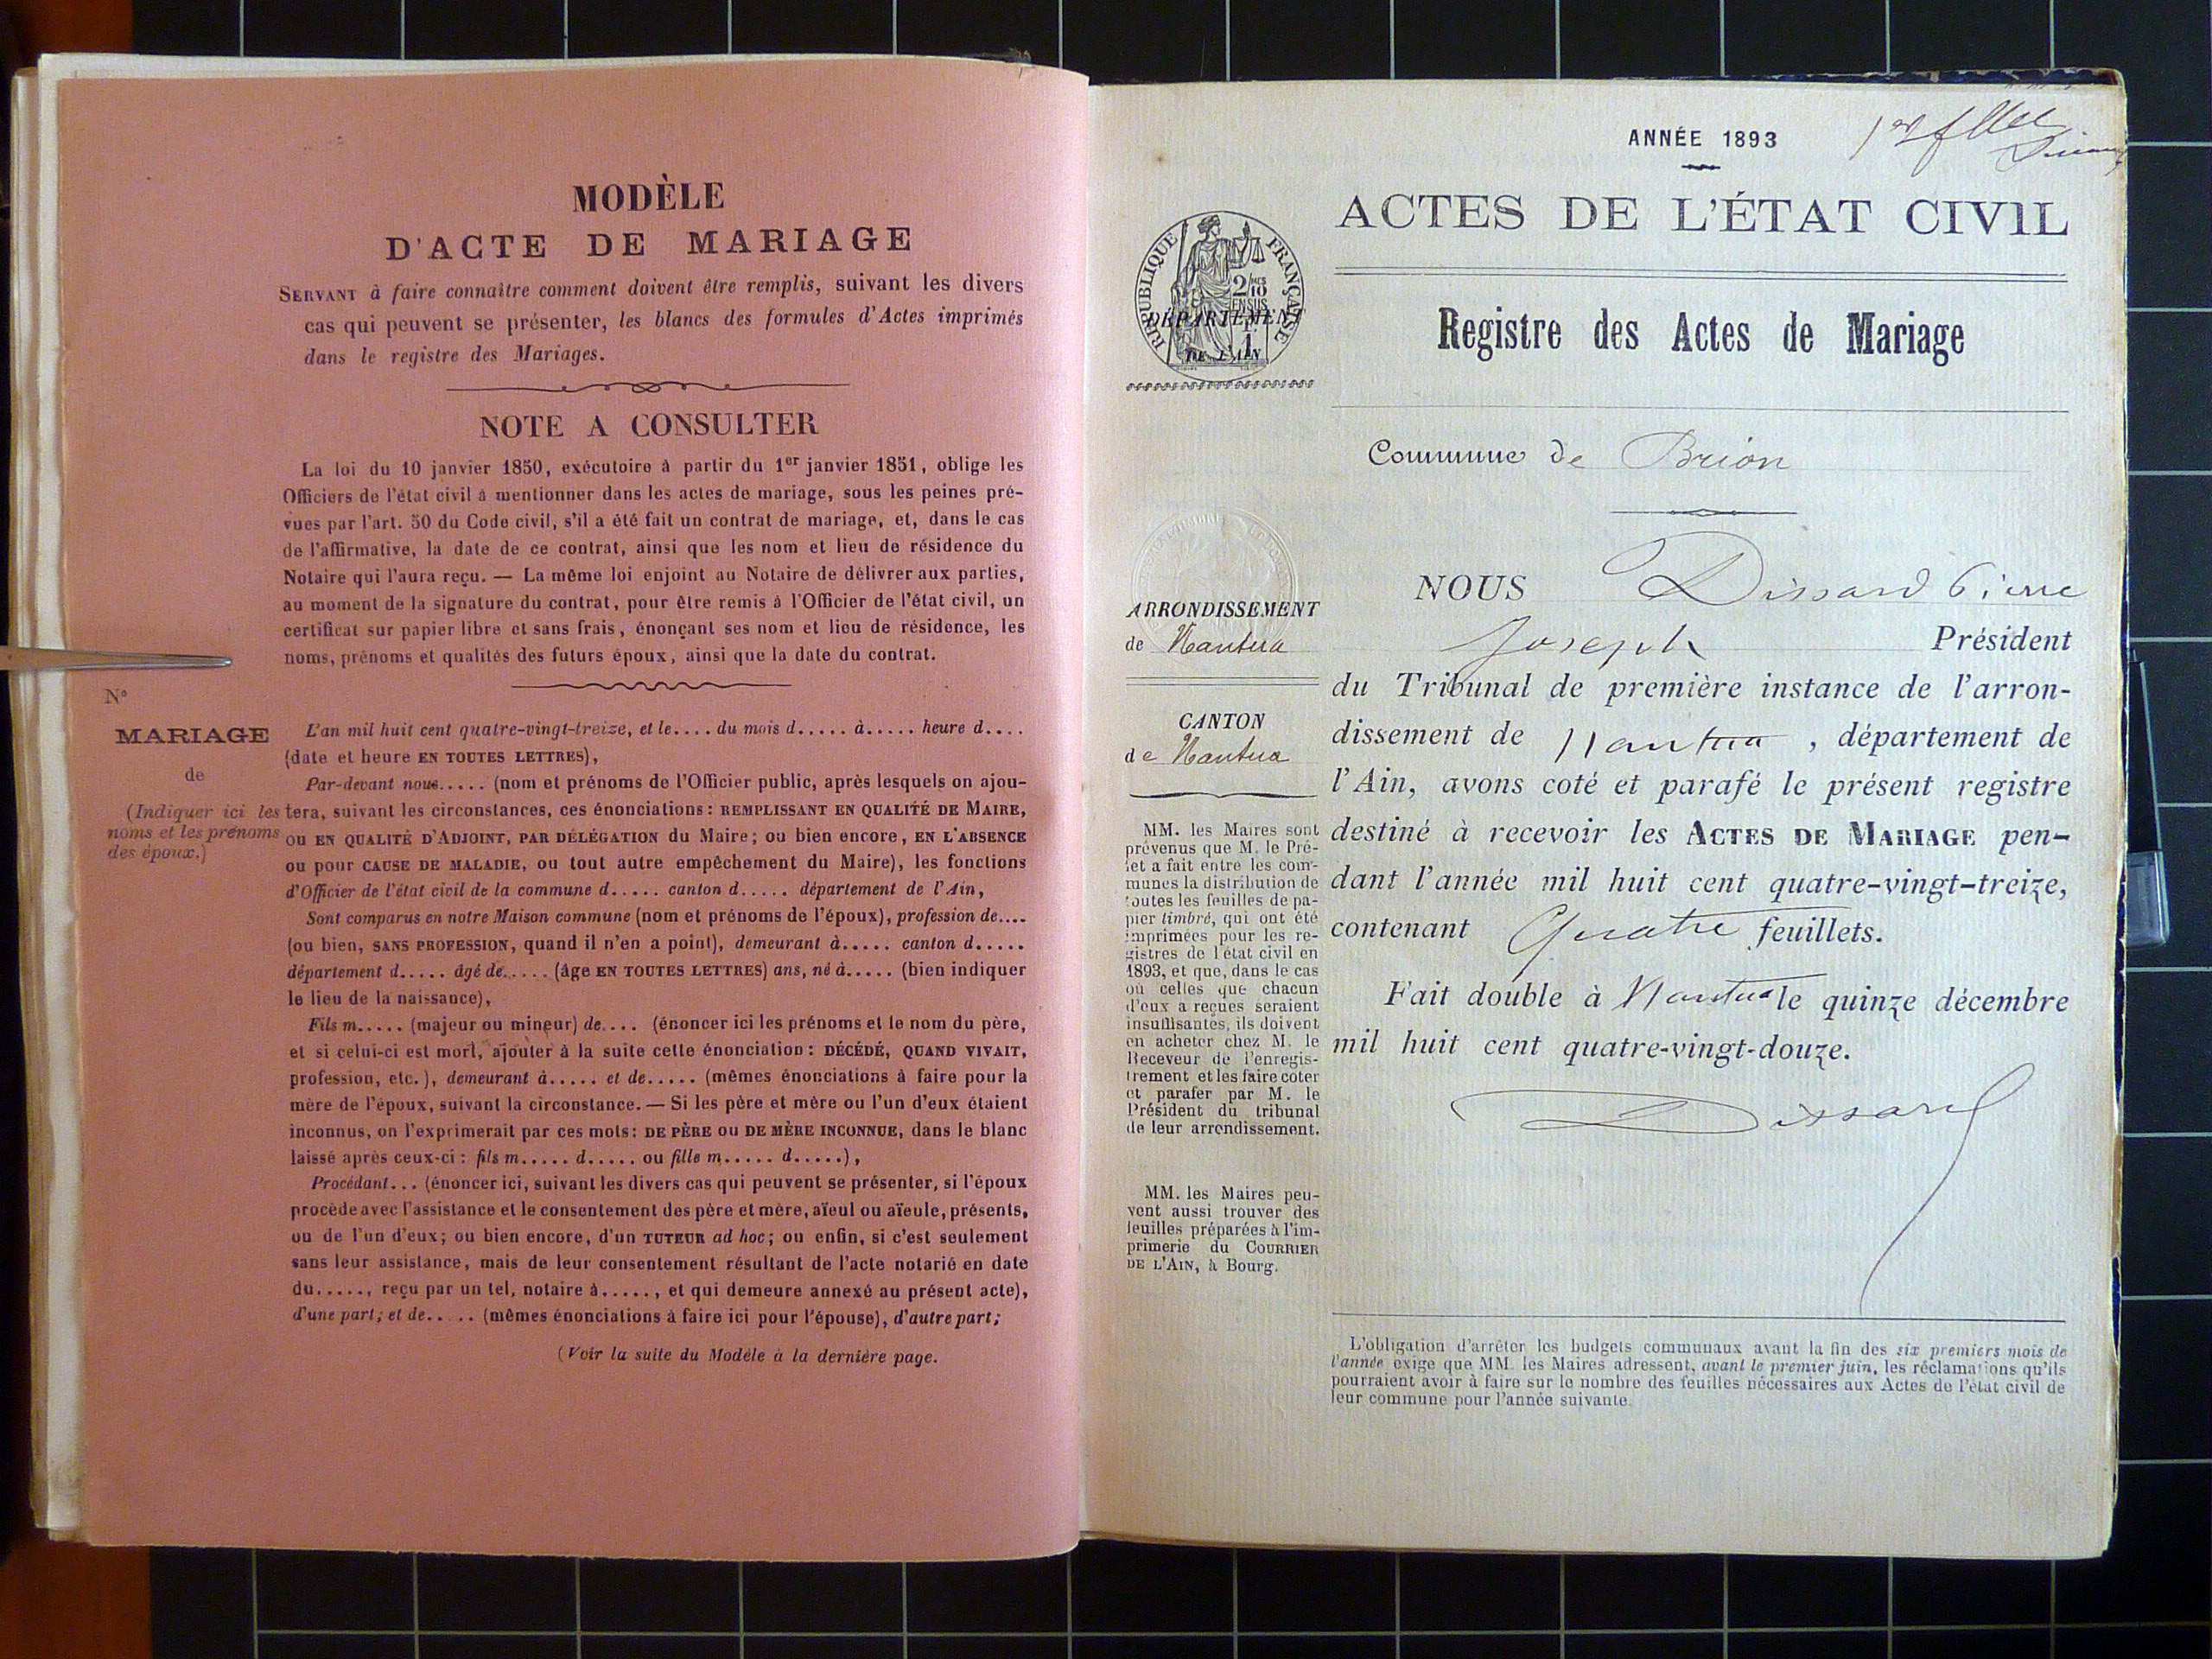 MODÈLE
D'ACTE DE MARIAGE
SERVANT à faire connaître comment doivent être remplis, suivant les divers
cas qui peuvent se présenter, les blancs des formules d'Actes imprimés
dans le registre des Mariages.
NOTE A CONSULTER
La loi du 10 janvier 1850, exécutoire à partir du 1er janvier 1851, oblige les
Officiers de l'état civil à mentionner dans les actes de mariage, sous les peines pré-
vues par l'art. 50 du Code civil, s'il a été fait un contrat de mariage, et, dans le cas
de l'affirmative, la date de ce contrat, ainsi que les nom et lieu de résidence du
Notaire qui l'aura reçu. — La même loi enjoint au Notaire de délivrer aux parties,
au moment de la signature du contrat, pour être remis à l'Officier de l'état civil, un
certificat sur papier libre et sans frais, énonçant ses nom et lieu de résidence, les
noms, prénoms et qualités des futurs époux, ainsi que la date du contrat.
N°
MARIAGE
de
(Indiquer ici les
noms et les prénoms
des époux.)
L'an mil huit cent quatre-vingt-treize, et le.... du mois d..... à..... heure d....
(date et heure EN TOUTES LETTRES),
Par-devant nous..... (nom et prénoms de l'Officier public, après lesquels on ajou-
tera, suivant les circonstances, ces énonciations : REMPLISSANT EN QUALITÉ DE MAIRE,
ou EN QUALITÉ D'ADJOINT, PAR DÉLÉGATION du Maire; ou bien encore, EN L'ABSENCE
ou pour CAUSE DE MALADIE, ou tout autre empêchement du Maire), les fonctions
d'Officier de l'état civil de la commune d..... canton d..... département de l'Ain,
Sont comparus en notre Maison commune (nom et prénoms de l'époux), profession de....
(ou bien, SANS PROFESSION, quand il n'en a point), demeurant à..... canton d.....
département d..... âgé de..... (âge EN TOUTES LETTRES) ans, né à..... (bien indiquer
le lieu de la naissance),
Fils m..... (majeur ou mineur) de.... (énoncer ici les prénoms et le nom du père,
et si celui-ci est mort, ajouter à la suite cette énonciation : DÉCÉDÉ, QUAND VIVAIT,
profession, etc.), demeurant à..... et de..... (mêmes énonciations à faire pour la
mère de l'époux, suivant la circonstance. — Si les père et mère ou l'un d'eux étaient
inconnus, on l'exprimerait par ces mots : DE PÈRE OU DE MÈRE INCONNUE, dans le blanc
laissé après ceux-ci : fils m..... d..... ou fille m..... d.....),
Procédant... (énoncer ici, suivant les divers cas qui peuvent se présenter, si l'époux
procède avec l'assistance et le consentement des père et mère, aïeul ou aïeule, présents,
ou de l'un d'eux; ou bien encore, d'un TUTEUR ad hoc; ou enfin, si c'est seulement
sans leur assistance, mais de leur consentement résultant de l'acte notarié en date
du....., reçu par un tel, notaire à....., et qui demeure annexé au présent acte),
d'une part; et de..... (mêmes énonciations à faire ici pour l'épouse), d'autre part;
(Voir la suite du Modèle à la dernière page.
ANNÉE 1893
1er
ACTES DE L'ÉTAT CIVIL
RÉPUBLIQUE FRANÇAISE
2/10
EN SUS
DÉPARTEMENT
DE L'AIN
Registre des Actes de Mariage
Commune de Brion
ARRONDISSEMENT
de Nantua
CANTON
de Nantua
MM. les Maires sont
prévenus que M. le Pré-
fet a fait entre les com-
munes la distribution de
toutes les feuilles de pa-
pier timbré, qui ont été
imprimées pour les re-
gistres de l'état civil en
1893, et que, dans le cas
où celles que chacun
d'eux a reçues seraient
insuffisantes, ils doivent
en acheter chez M. le
Receveur de l'enregis-
trement et les faire coter
et parafer par M. le
Président du tribunal
de leur arrondissement.
MM. les Maires peu-
vent aussi trouver des
feuilles préparées à l'im-
primerie du COURRIER
DE L'AIN, à Bourg.
NOUS Dissard Pierre
Joseph Président
du Tribunal de première instance de l'arron-
dissement de Nantua , département de
l'Ain, avons coté et parafé le présent registre
destiné à recevoir les ACTES DE MARIAGE pen-
dant l'année mil huit cent quatre-vingt-treize,
contenant Quatre feuillets.
Fait double à Nantua le quinze décembre
mil huit cent quatre-vingt-douze.
Dissard
L'obligation d'arrêter les budgets communaux avant la fin des six premiers mois de
l'année exige que MM. les Maires adressent, avant le premier juin, les réclamations qu'ils
pourraient avoir à faire sur le nombre des feuilles nécessaires aux Actes de l'état civil de
leur commune pour l'année suivante.